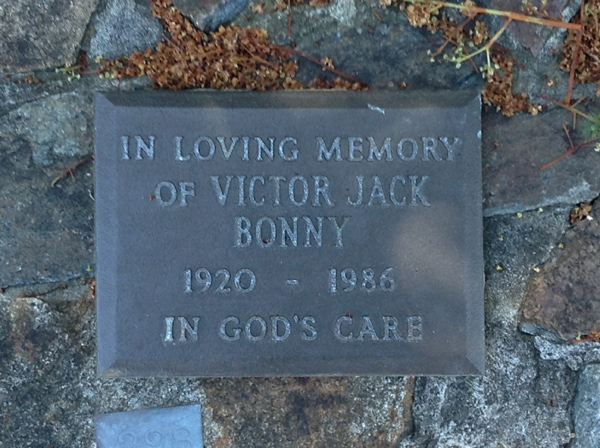 IN LOVING MEMORY
OF VICTOR JACK
BONNY
1920 - 1986
IN GOD'S CARE